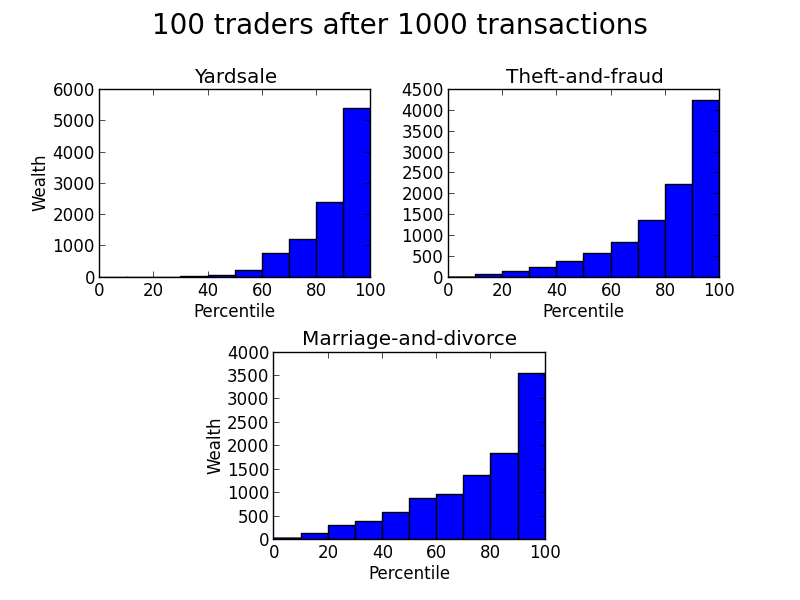 100 traders after 1000 transactions
Yardsale
6000
5000
4000
3000
2000
1000
0
Wealth
0 20 40 60 80 100
Percentile
Theft-and-fraud
4500
4000
3500
3000
2500
2000
1500
1000
500
0
0 20 40 60 80 100
Percentile
Marriage-and-divorce
4000
3500
3000
2500
2000
1500
1000
500
0
Wealth
0 20 40 60 80 100
Percentile